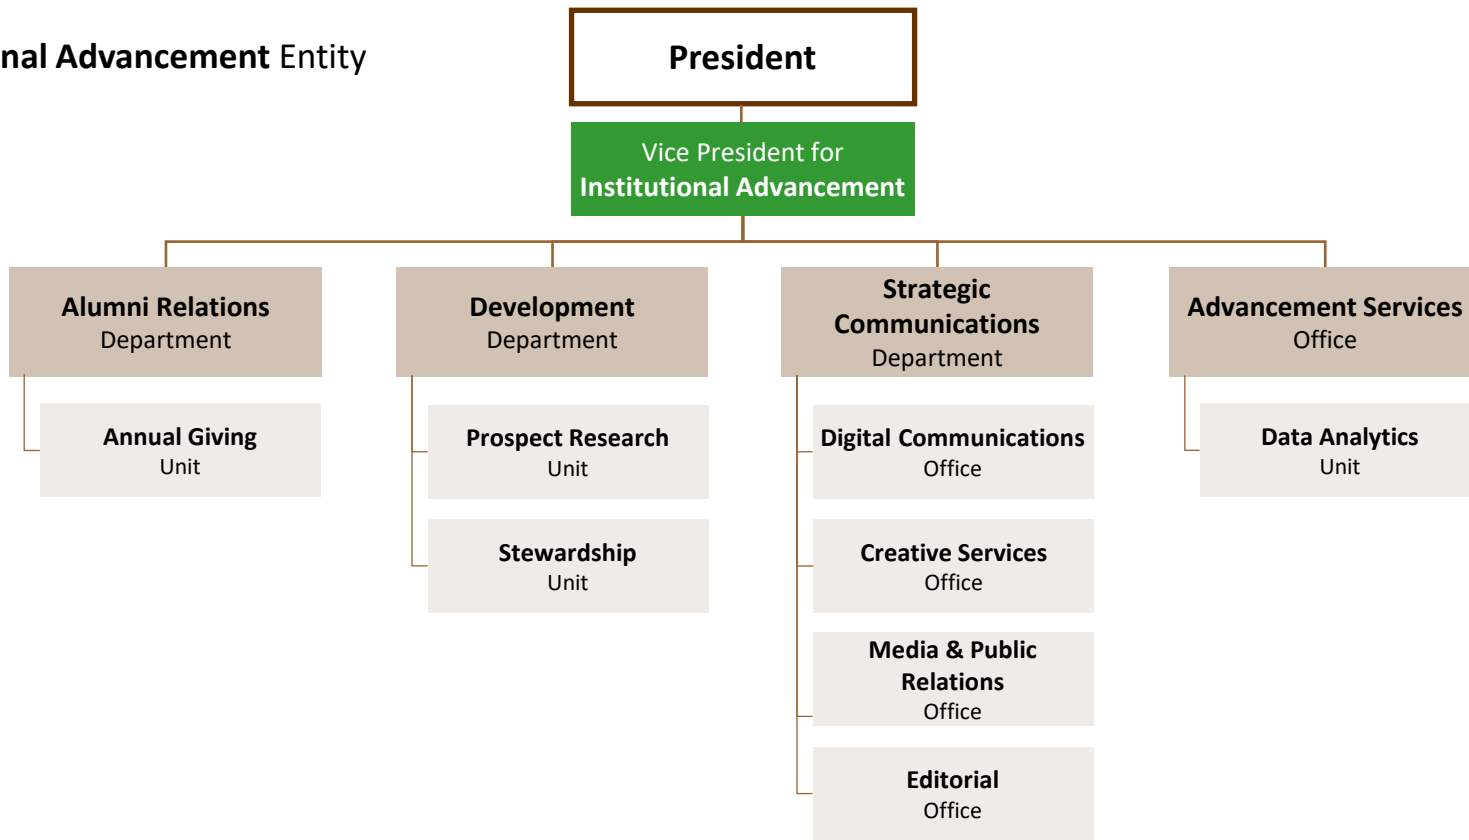 nal Advancement Entity
President
Vice President for
Institutional Advancement
Alumni Relations
Department
Development
Department
Strategic
Communications
Department
Advancement Services
Office
Annual Giving
Unit
Prospect Research
Unit
Digital Communications
Office
Data Analytics
Unit
Stewardship
Unit
Creative Services
Office
Media & Public
Relations
Office
Editorial
Office